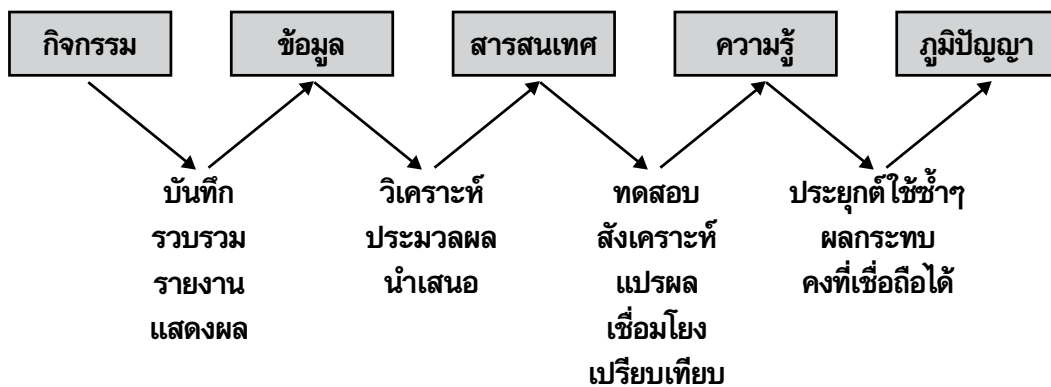 กิจกรรม
ข้อมูล
สารสนเทศ
ความรู้
ภูมิปัญญา
บันทึก
รวบรวม
รายงาน
แสดงผล
วิเคราะห์
ประมวลผล
นำเสนอ
ทดสอบ
สังเคราะห์
แปรผล
เชื่อมโยง
เปรียบเทียบ
ประยุกต์ใช้ซ้ำๆ
ผลกระทบ
คงที่เชื่อถือได้